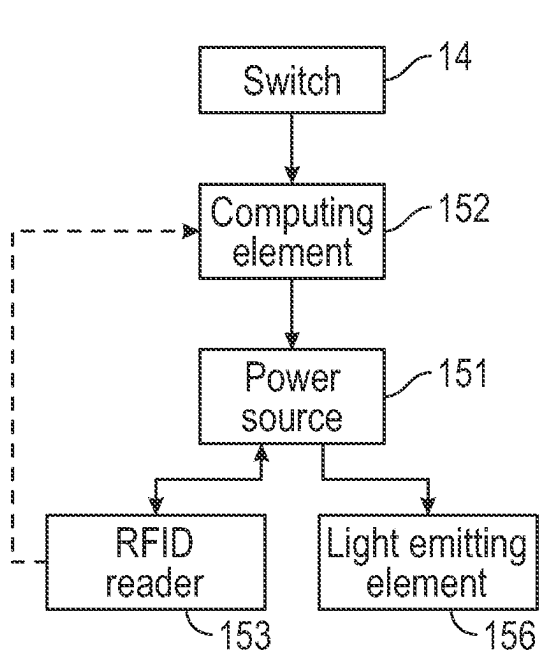 Switch
14
Computing
element
152
Power
source
151
RFID
reader
153
Light emitting
element
156